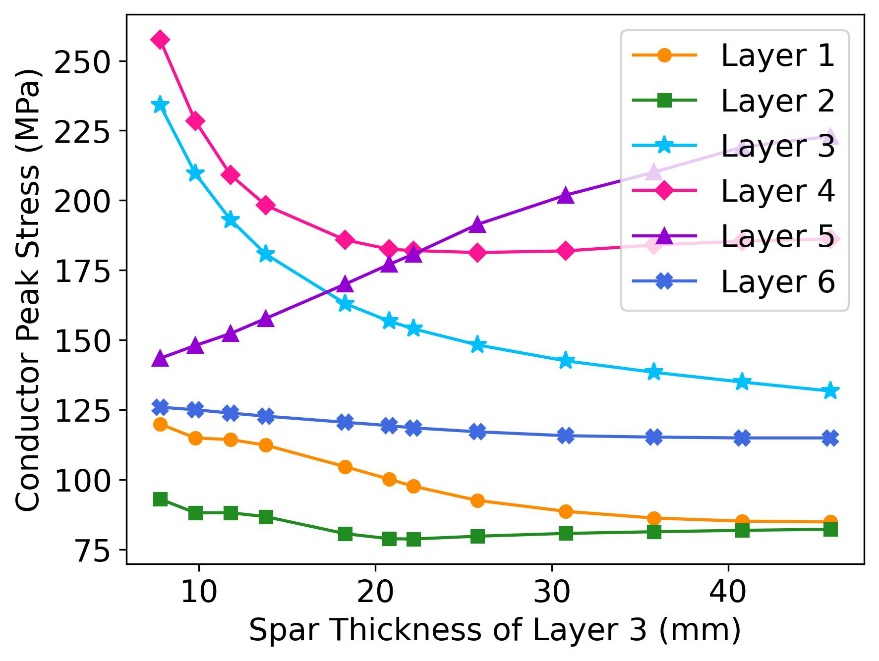 Conductor Peak Stress (MPa)
250
225
200
175
150
125
100
75
10 20 30 40
Spar Thickness of Layer 3 (mm)
Layer 1
Layer 2
Layer 3
Layer 4
Layer 5
Layer 6